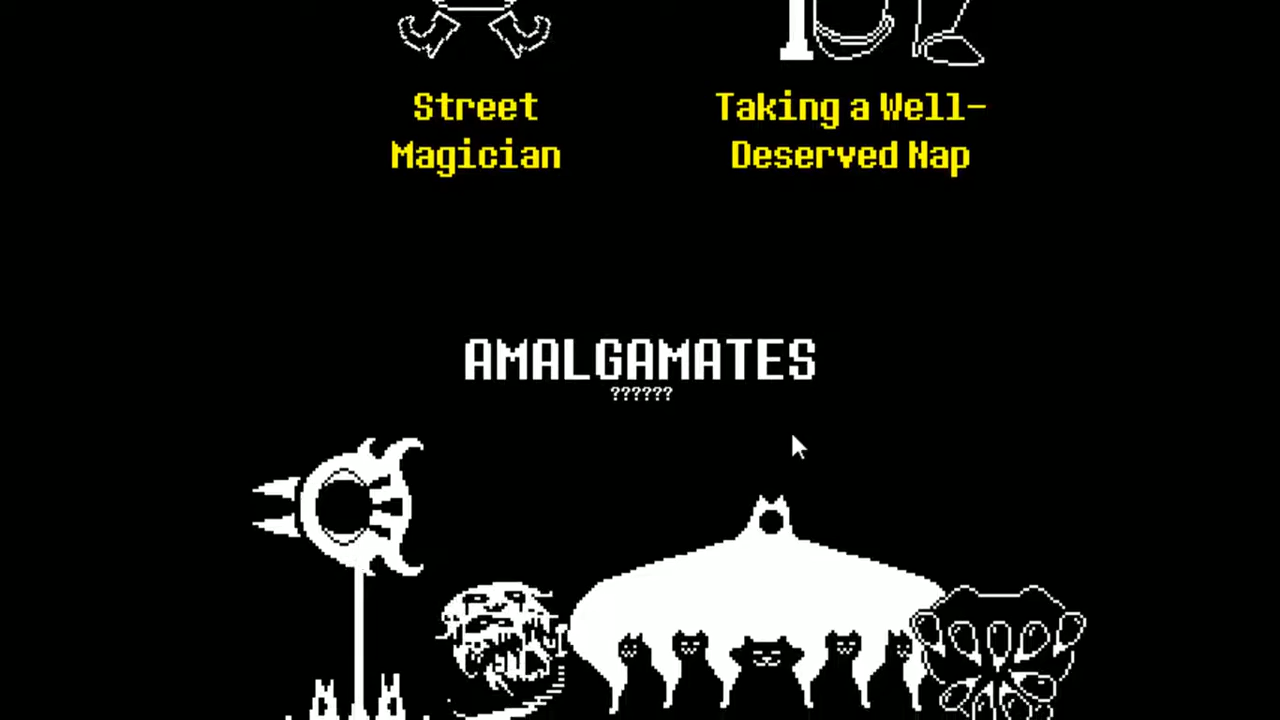 Street
Magician
Taking a Well-
Deserved Nap
AMALGAMATES
??????